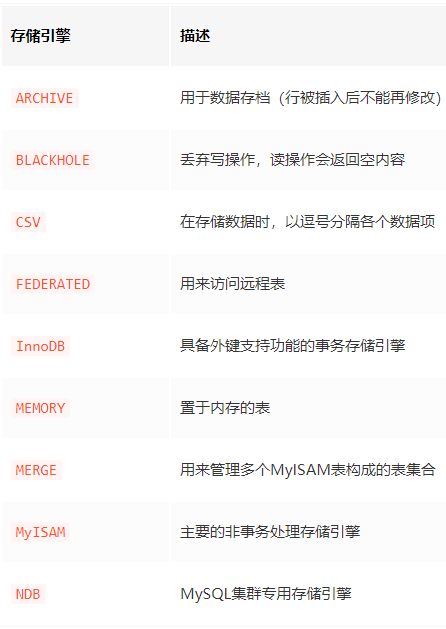 存储引擎 描述
ARCHIVE 用于数据存档（行被插入后不能再修改）
BLACKHOLE 丢弃写操作，读操作会返回空内容
CSV 在存储数据时，以逗号分隔各个数据项
FEDERATED 用来访问远程表
InnoDB 具备外键支持功能的事务存储引擎
MEMORY 置于内存的表
MERGE 用来管理多个MyISAM表构成的表集合
MyISAM 主要的非事务处理存储引擎
NDB MySQL集群专用存储引擎